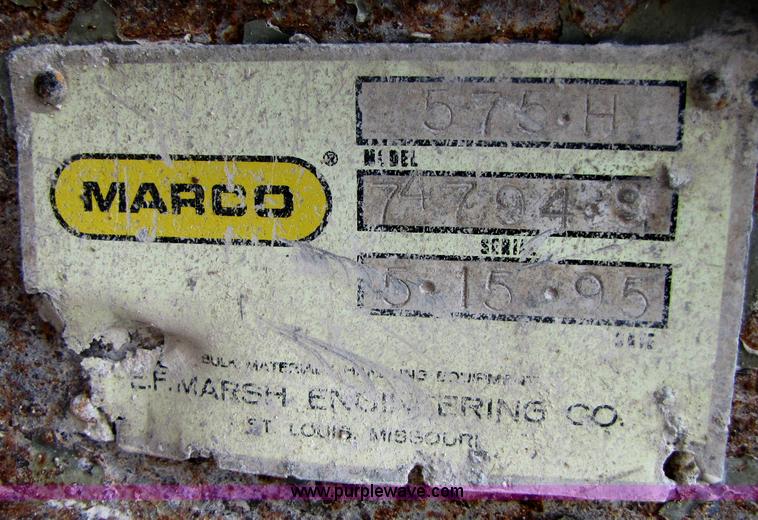 575·H
MODEL
MARCO ®
74794·S
SERIAL
5·15·95
DATE
BULK MATERIAL HANDLING EQUIPMENT
E.F. MARSH ENGINEERING CO.
ST. LOUIS, MISSOURI
www.purplewave.com